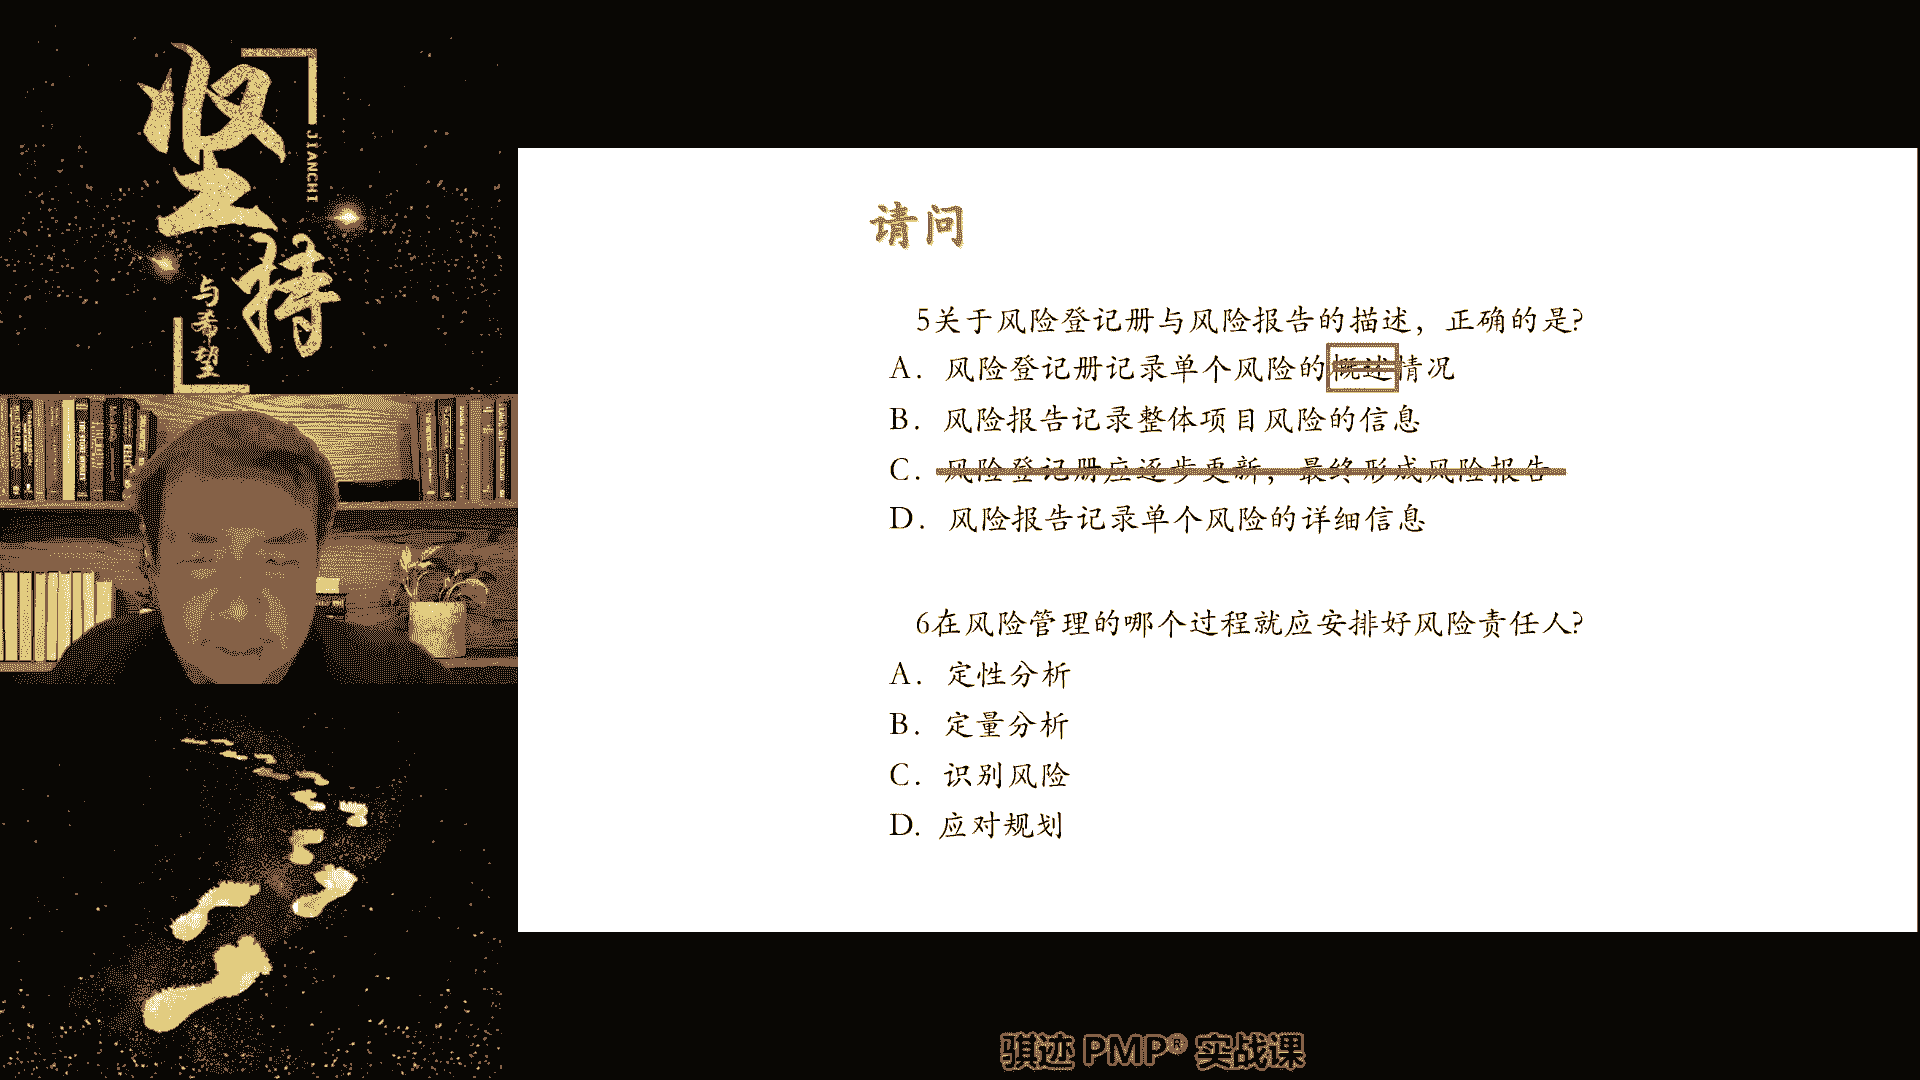 坚持
JIANCHI
与希望
请问
5关于风险登记册与风险报告的描述，正确的是?
A. 风险登记册记录单个风险的概述情况
B. 风险报告记录整体项目风险的信息
C. 风险登记册应逐步更新，最终形成风险报告
D. 风险报告记录单个风险的详细信息
6在风险管理的哪个过程就应安排好风险责任人?
A. 定性分析
B. 定量分析
C. 识别风险
D. 应对规划
骐迹 PMP® 实战课